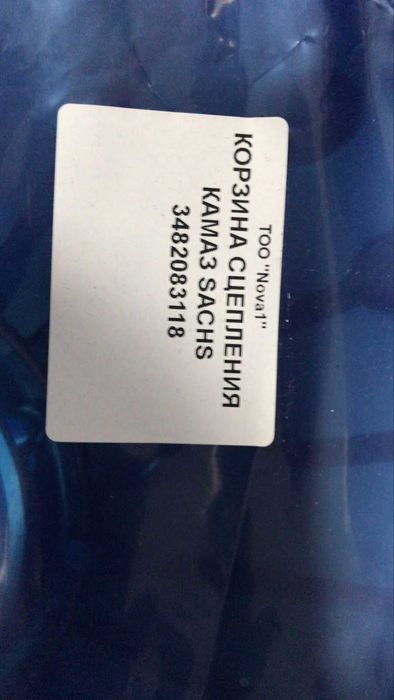 ТОО "Nova1"
КОРЗИНА СЦЕПЛЕНИЯ
КАМАЗ SACHS
3482083118